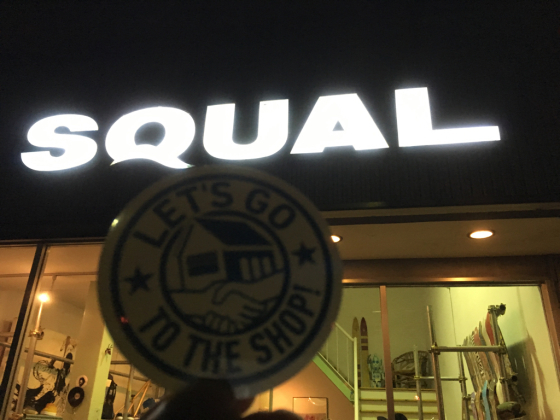 SQUAL
LET'S GO
TO THE SHOP!